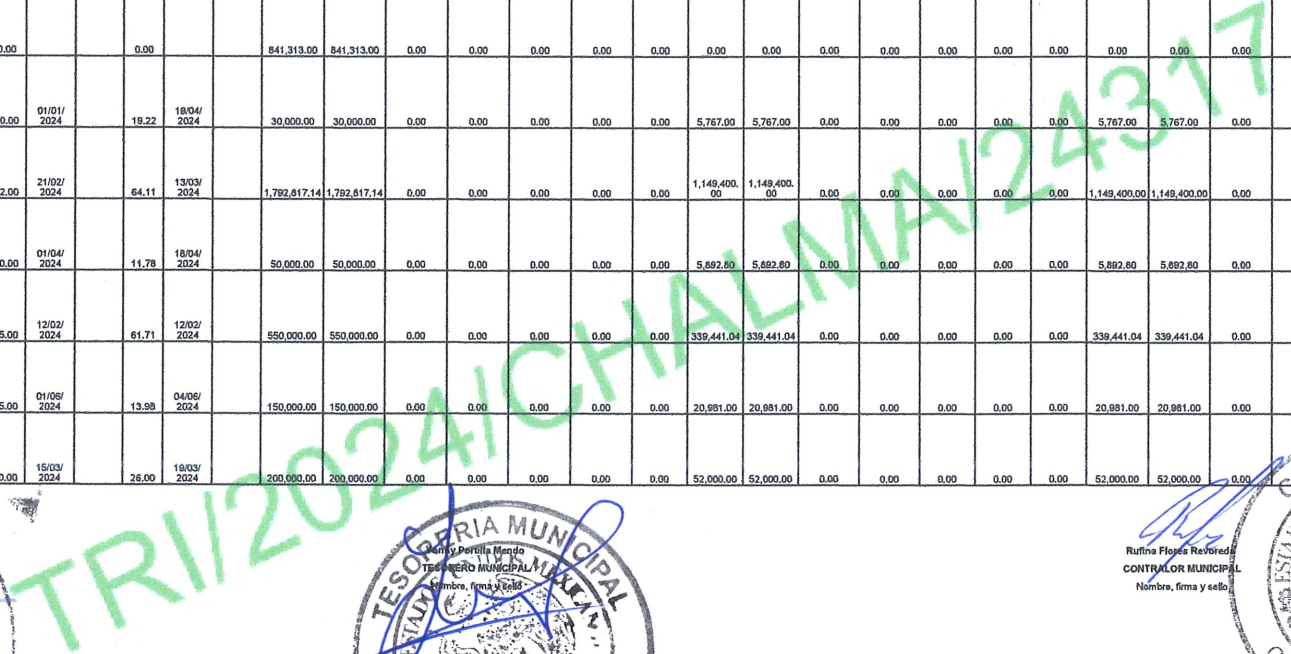 0.00 0.00 841,313.00 841,313.00 0.00 0.00 0.00 0.00 0.00 0.00 0.00 0.00 0.00 0.00 0.00 0.00 0.00 0.00 0.00
01/01/ 18/04/
0.00 2024 19.22 2024 30,000.00 30,000.00 0.00 0.00 0.00 0.00 0.00 5,767.00 5,767.00 0.00 0.00 0.00 0.00 0.00 5,767.00 5,767.00 0.00
21/02/ 13/03/ 1,149,400. 1,149,400.
2.00 2024 64.11 2024 1,792,817.14 1,792,817.14 0.00 0.00 0.00 0.00 0.00 00 00 0.00 0.00 0.00 0.00 0.00 1,149,400.00 1,149,400.00 0.00
01/04/ 18/04/
0.00 2024 11.78 2024 50,000.00 50,000.00 0.00 0.00 0.00 0.00 0.00 5,892.80 5,892.80 0.00 0.00 0.00 0.00 0.00 5,892.80 5,892.80 0.00
12/02/ 12/02/
5.00 2024 61.71 2024 550,000.00 550,000.00 0.00 0.00 0.00 0.00 0.00 339,441.04 339,441.04 0.00 0.00 0.00 0.00 0.00 339,441.04 339,441.04 0.00
01/06/ 04/06/
5.00 2024 13.98 2024 150,000.00 150,000.00 0.00 0.00 0.00 0.00 0.00 20,981.00 20,981.00 0.00 0.00 0.00 0.00 0.00 20,981.00 20,981.00 0.00
15/03/ 19/03/
0.00 2024 26.00 2024 200,000.00 200,000.00 0.00 0.00 0.00 0.00 0.00 52,000.00 52,000.00 0.00 0.00 0.00 0.00 0.00 52,000.00 52,000.00 0.00
TRI/2024/CHALMA/24317
TESORERIA MUNICIPAL
ESTADOS UNIDOS MEXICANOS
Portilla Mendo
TESORERO MUNICIPAL
Nombre, firma y sello
Rufina Flores Revoreda
CONTRALOR MUNICIPAL
Nombre, firma y sello